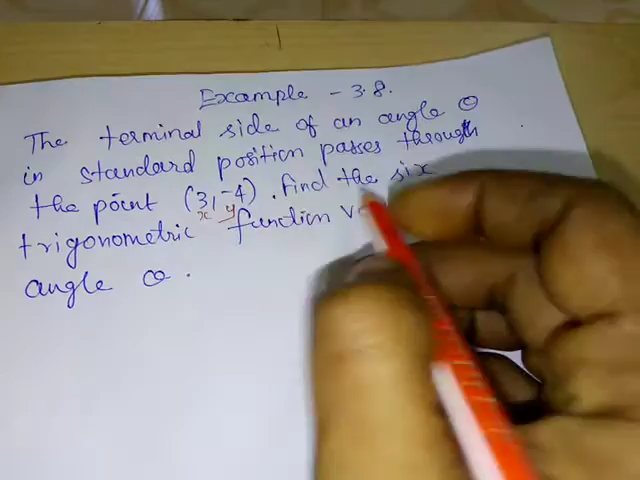 Example - 3.8.
The terminal side of an angle θ
in standard position passes through
the point (3,-4). find the six
x y
trigonometric function
angle θ.